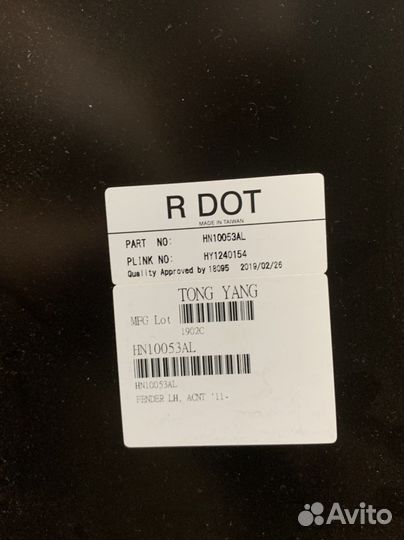 R DOT
MADE IN TAIWAN
PART NO: HN10053AL
PLINK NO: HY1240154
Quality Approved by 18095 2019/02/26
TONG YANG
MFG Lot
1902C
HN10053AL
HN10053AL
FENDER LH, ACNT '11-
Avito